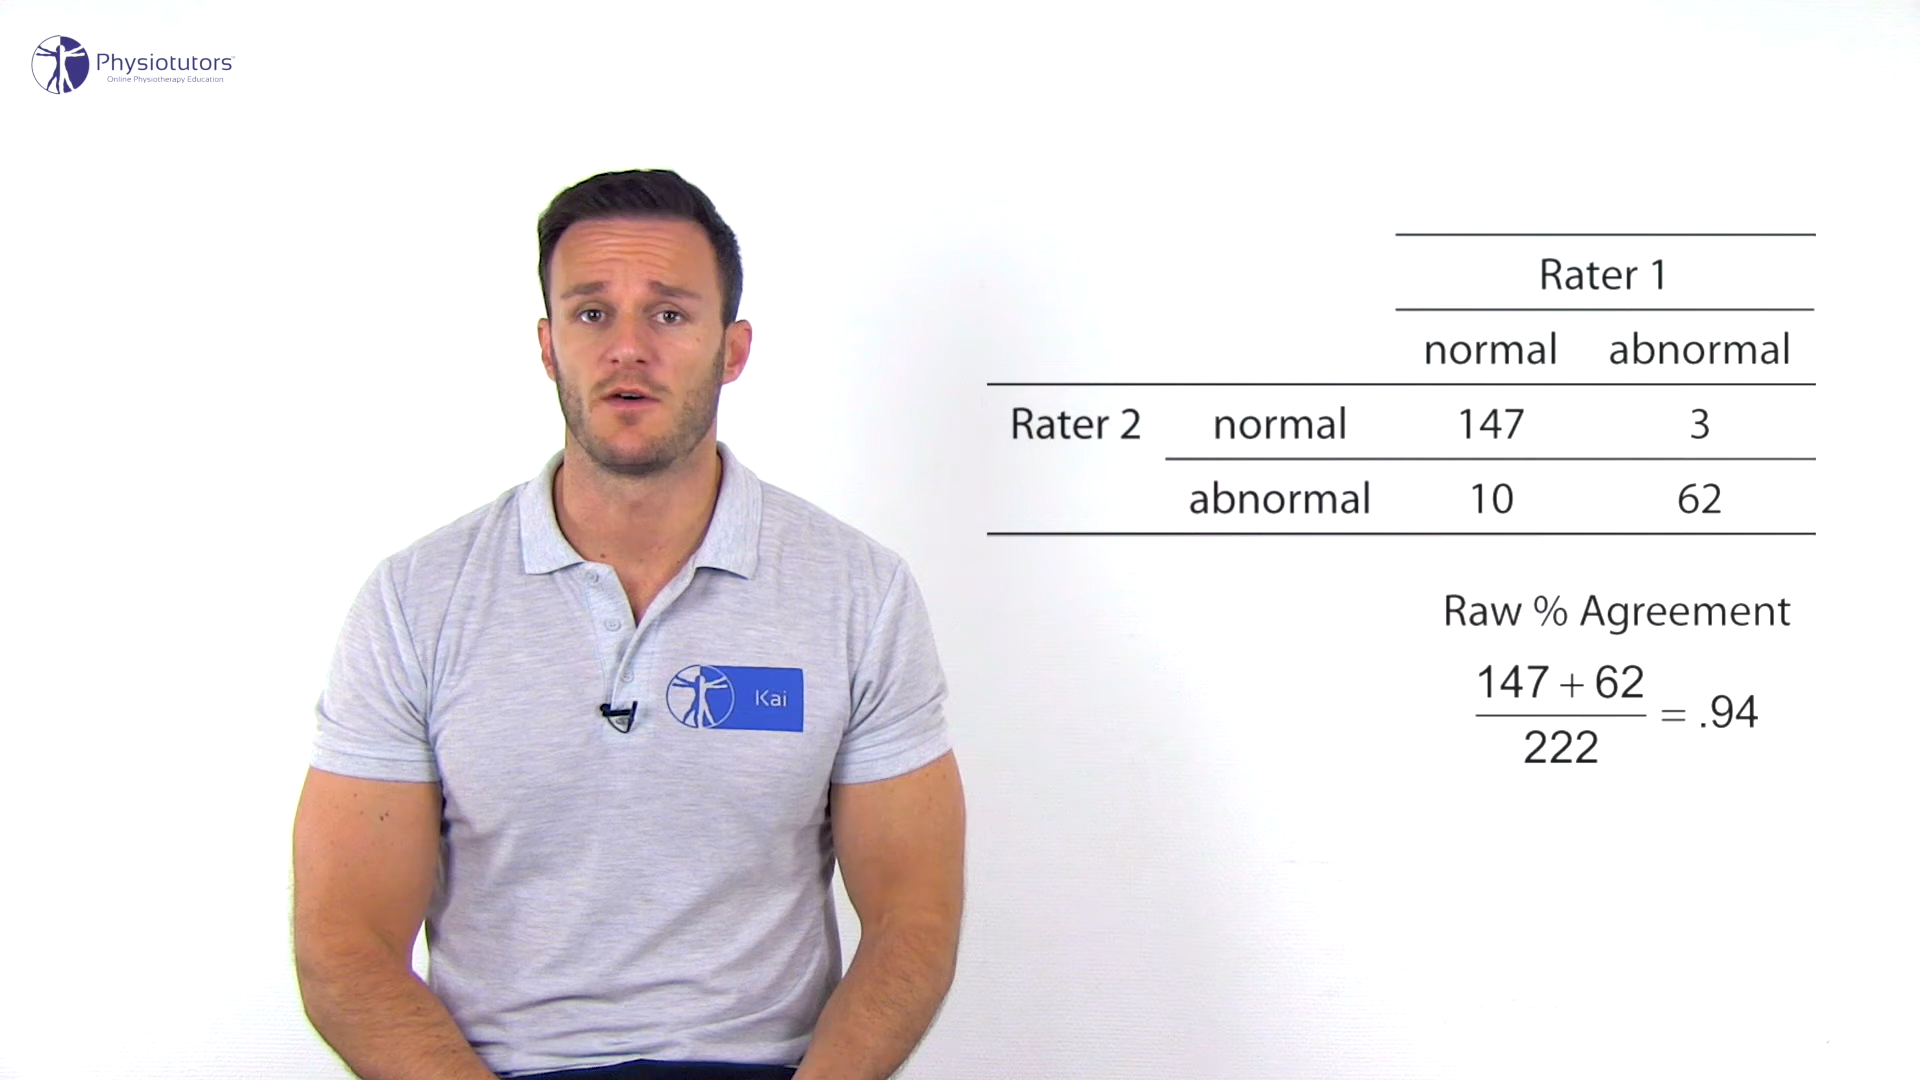 Physiotutors
Online Physiotherapy Education
Rater 1
normal abnormal
Rater 2 normal 147 3
abnormal 10 62
Raw % Agreement
147 + 62
222
= .94
Kai